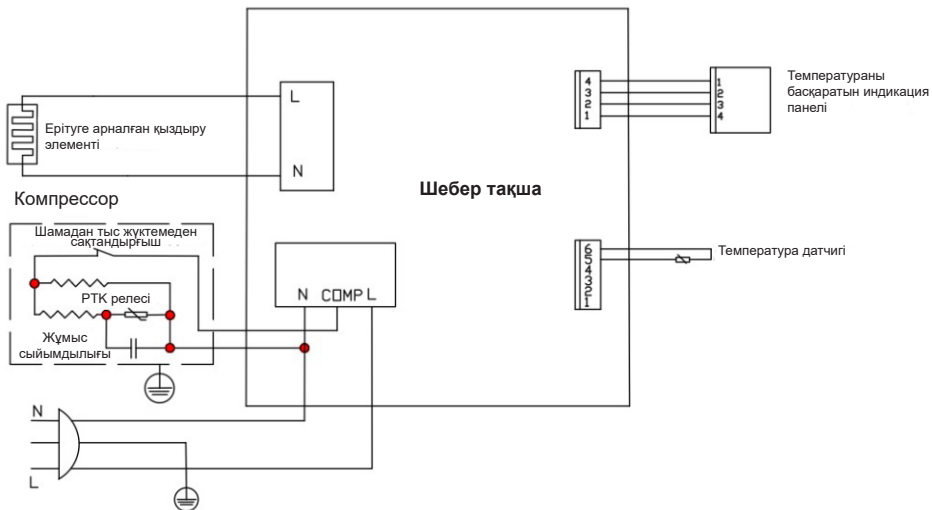 L
N
Ерітуге арналған қыздыру
элементі
Шебер тақша
4
3
2
1
1
2
3
4
Температураны
басқаратын индикация
панелі
Компрессор
Шамадан тыс жүктемеден
сақтандырғыш
РТК релесі
Жұмыс
сыйымдылығы
N COMP L
6
5
4
3
2
1
Температура датчигі
N
L